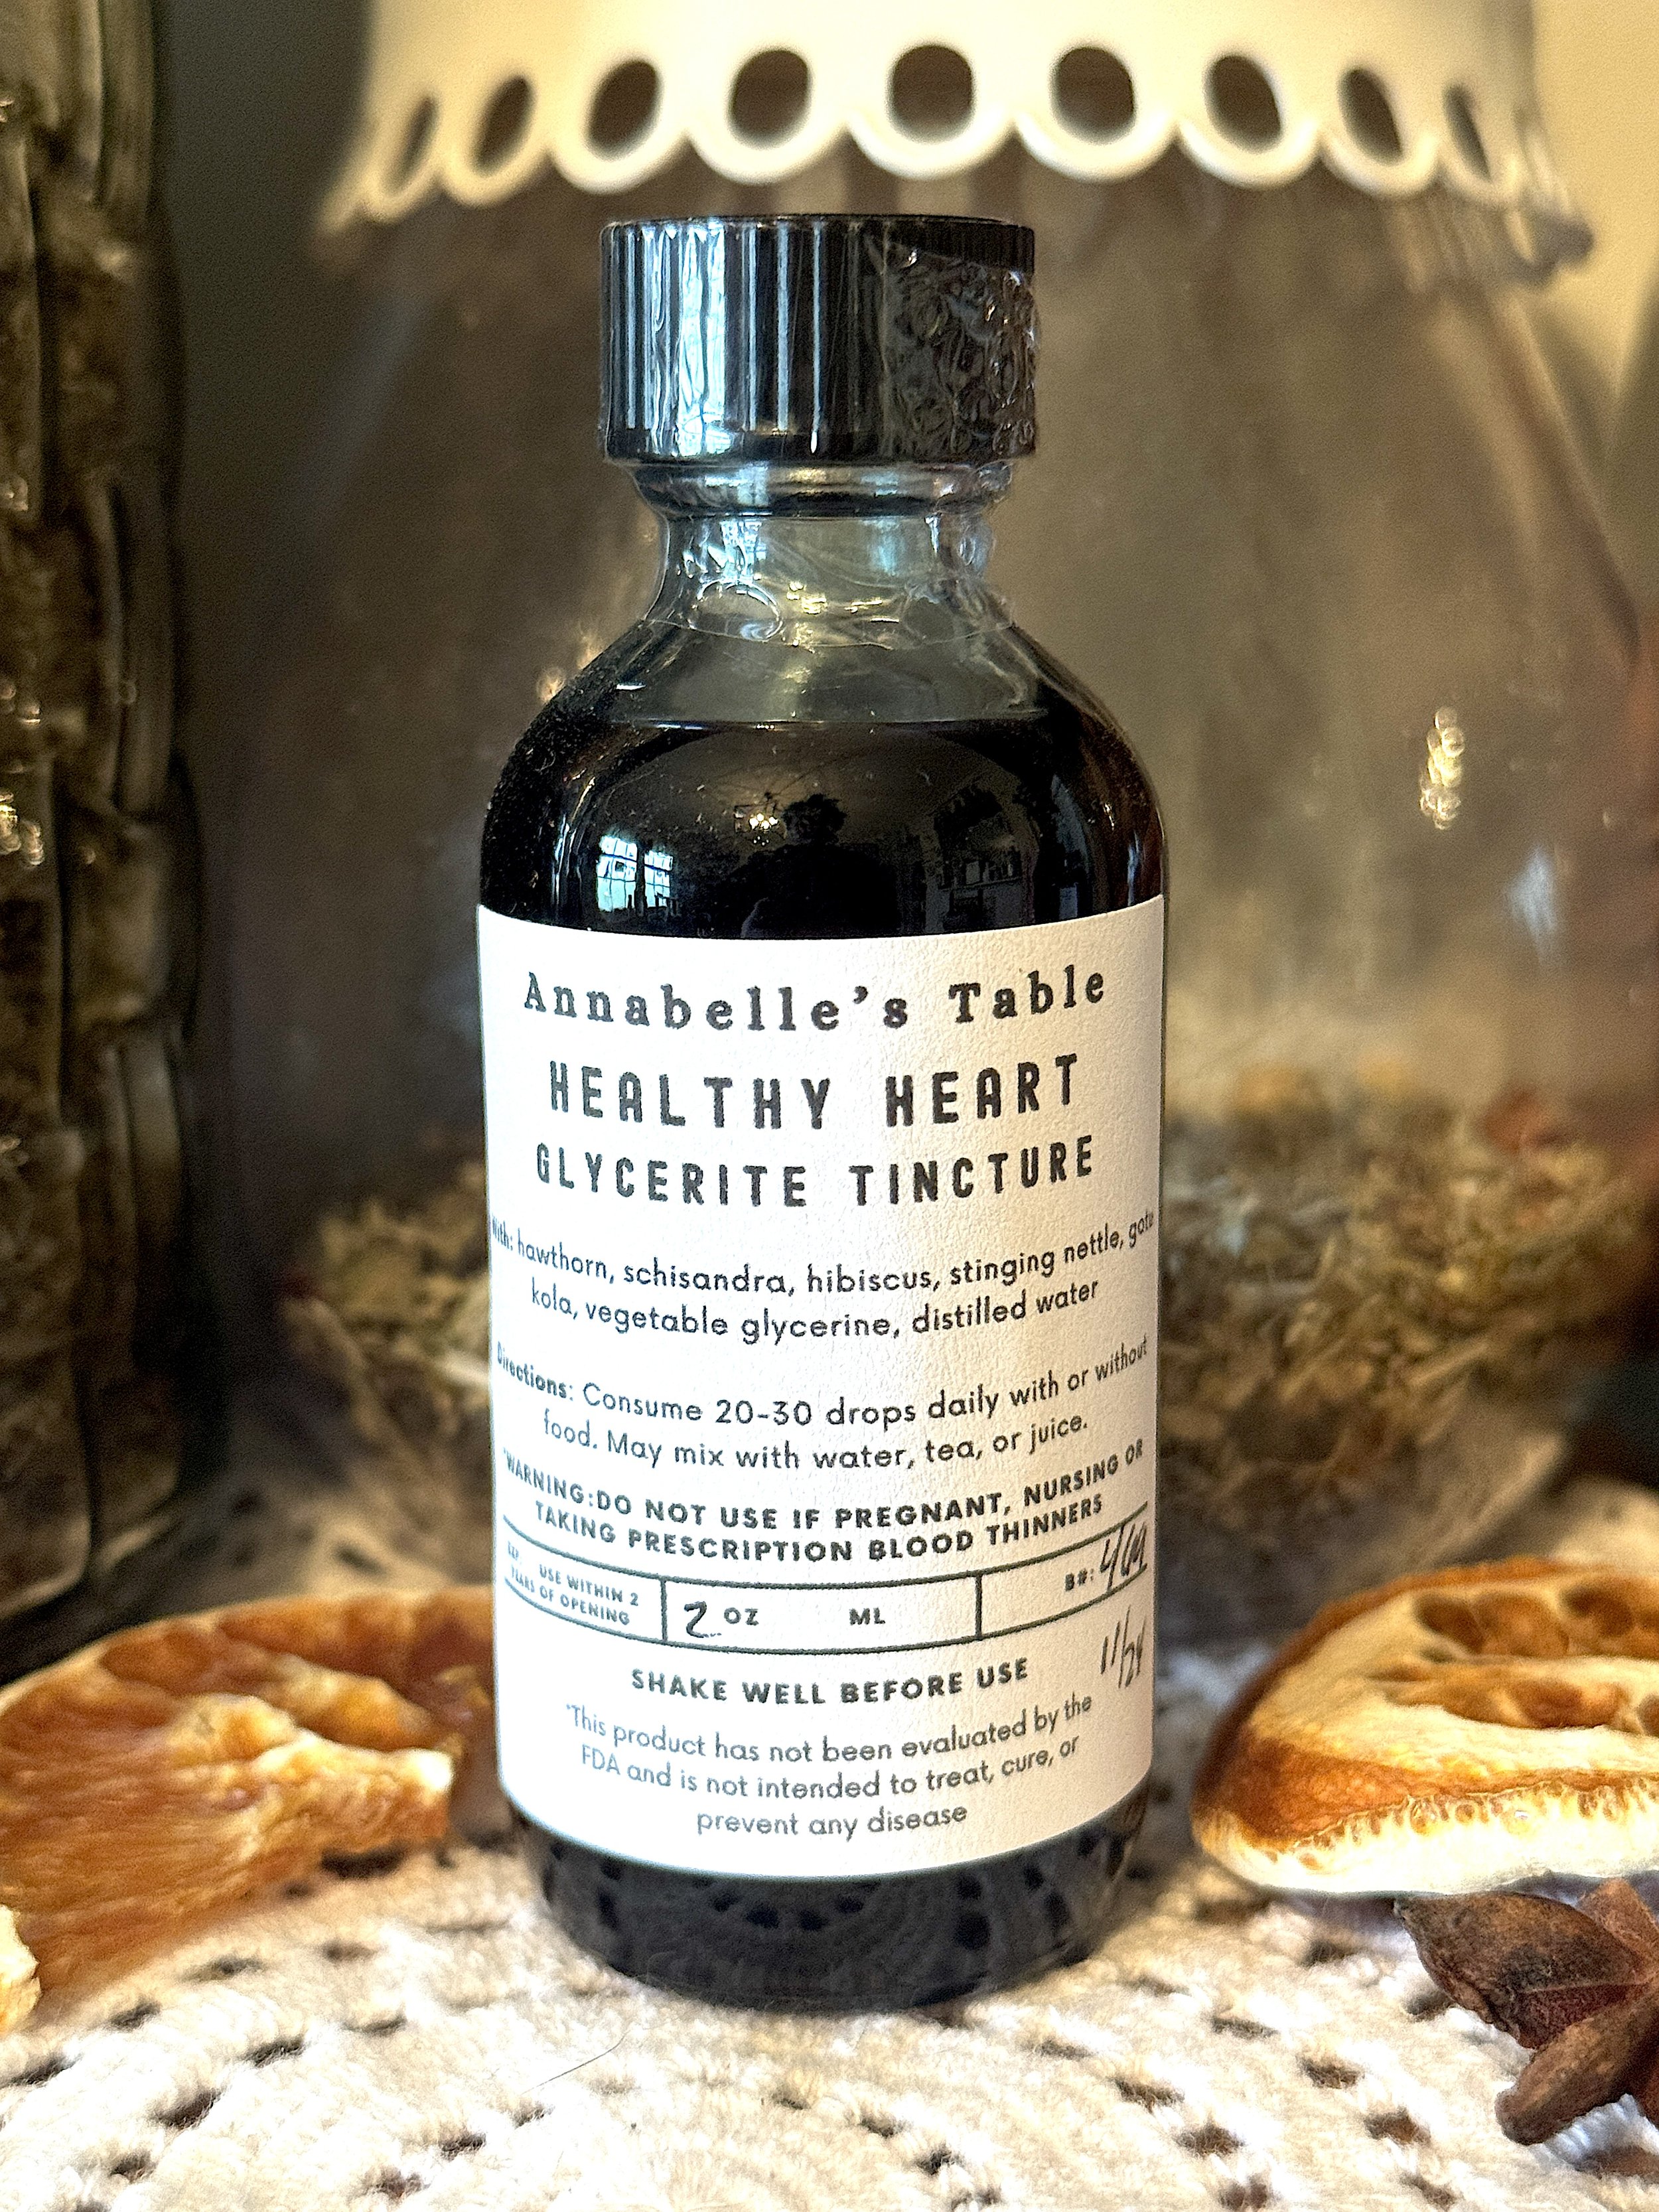 Annabelle's Table
HEALTHY HEART
GLYCERITE TINCTURE
With: hawthorn, schisandra, hibiscus, stinging nettle, gotu
kola, vegetable glycerine, distilled water
Directions: Consume 20-30 drops daily with or without
food. May mix with water, tea, or juice.
*WARNING:DO NOT USE IF PREGNANT, NURSING OR
TAKING PRESCRIPTION BLOOD THINNERS
EXP. USE WITHIN 2
YEARS OF OPENING
2 OZ ML
B#:
11/24
SHAKE WELL BEFORE USE
*This product has not been evaluated by the
FDA and is not intended to treat, cure, or
prevent any disease